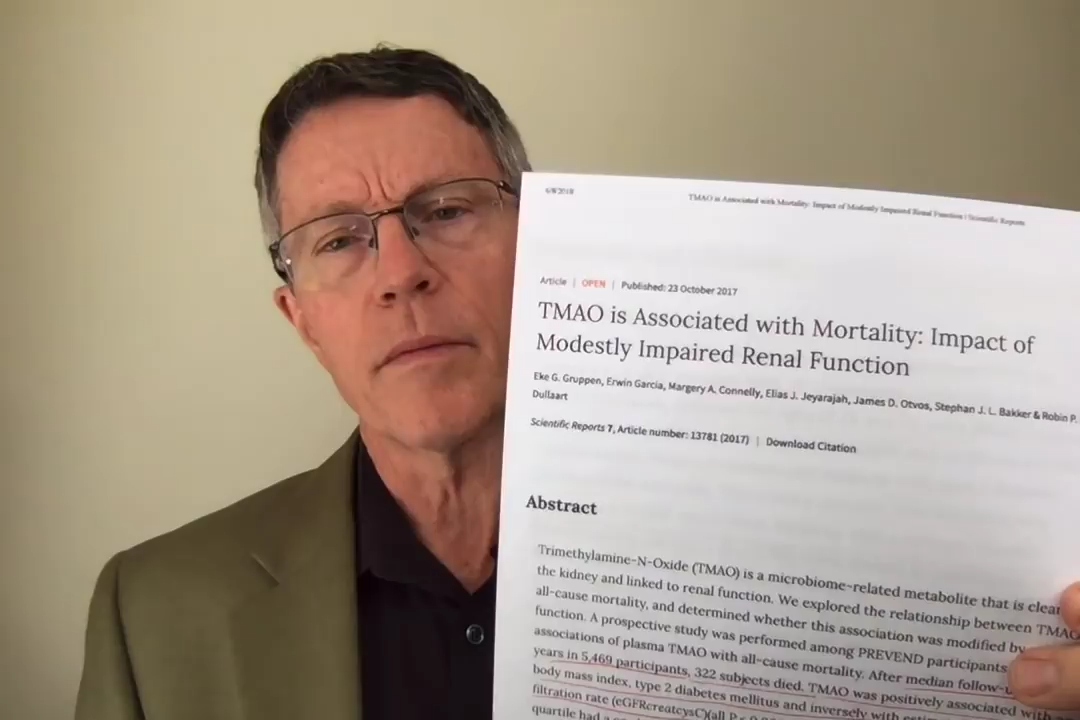 6/8/2018
TMAO is Associated with Mortality: Impact of Modestly Impaired Renal Function | Scientific Reports
Article | OPEN | Published: 23 October 2017
TMAO is Associated with Mortality: Impact of
Modestly Impaired Renal Function
Eke G. Gruppen, Erwin Garcia, Margery A. Connelly, Elias J. Jeyarajah, James D. Otvos, Stephan J. L. Bakker & Robin P.
Dullaart
Scientific Reports 7, Article number: 13781 (2017) | Download Citation
Abstract
Trimethylamine-N-Oxide (TMAO) is a microbiome-related metabolite that is clear
the kidney and linked to renal function. We explored the relationship between TMAO
all-cause mortality, and determined whether this association was modified by
function. A prospective study was performed among PREVEND participants
associations of plasma TMAO with all-cause mortality. After median follow-u
years in 5,469 participants, 322 subjects died. TMAO was positively associated with
body mass index, type 2 diabetes mellitus and inversely with
filtration rate (eGFRcreatcysC)(all P <
quartile had a